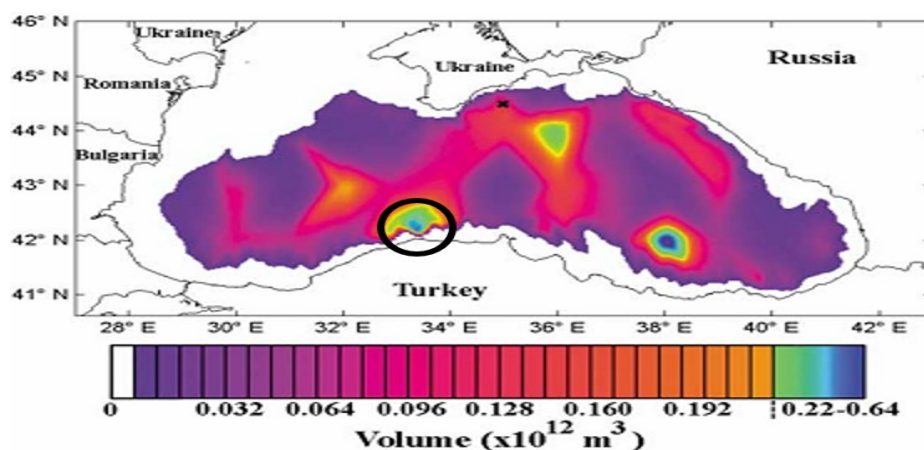 46° N
Ukraine
Russia
45° N
Ukraine
Romania
44° N
Bulgaria
43° N
42° N
Turkey
41° N
28° E 30° E 32° E 34° E 36° E 38° E 40° E 42° E
0 0.032 0.064 0.096 0.128 0.160 0.192 0.22-0.64
Volume (x10¹² m³)